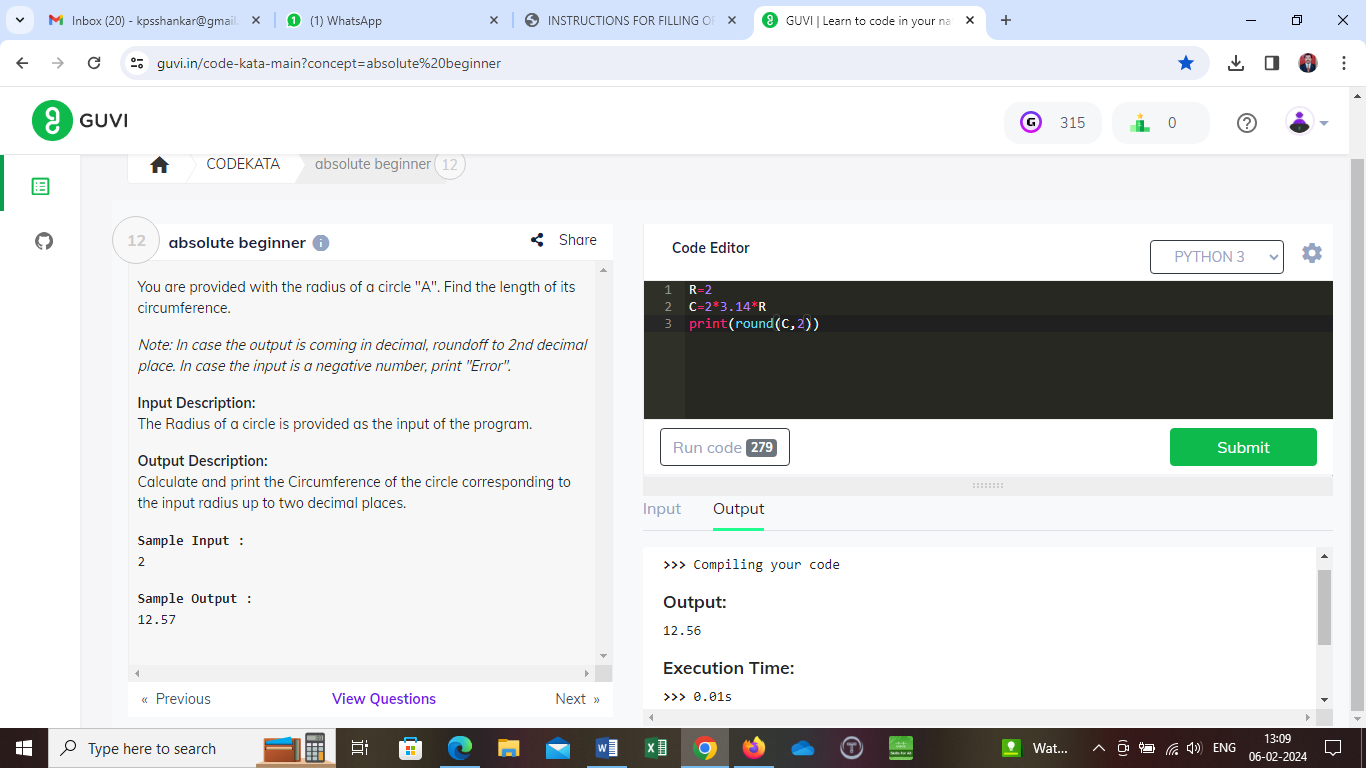 Inbox (20) - kpsshankar@gmail.
(1) WhatsApp
INSTRUCTIONS FOR FILLING OF
GUVI | Learn to code in your na
guvi.in/code-kata-main?concept=absolute%20beginner
GUVI
315
0
CODEKATA
absolute beginner 12
12
absolute beginner
Share
You are provided with the radius of a circle "A". Find the length of its
circumference.
Note: In case the output is coming in decimal, roundoff to 2nd decimal
place. In case the input is a negative number, print "Error".
Input Description:
The Radius of a circle is provided as the input of the program.
Output Description:
Calculate and print the Circumference of the circle corresponding to
the input radius up to two decimal places.
Sample Input :
2
Sample Output :
12.57
« Previous
View Questions
Next »
Code Editor
PYTHON 3
1 R=2
2 C=2*3.14*R
3 print(round(C,2))
Run code 279
Submit
Input
Output
>>> Compiling your code
Output:
12.56
Execution Time:
>>> 0.01s
Type here to search
Wat...
ENG
13:09
06-02-2024